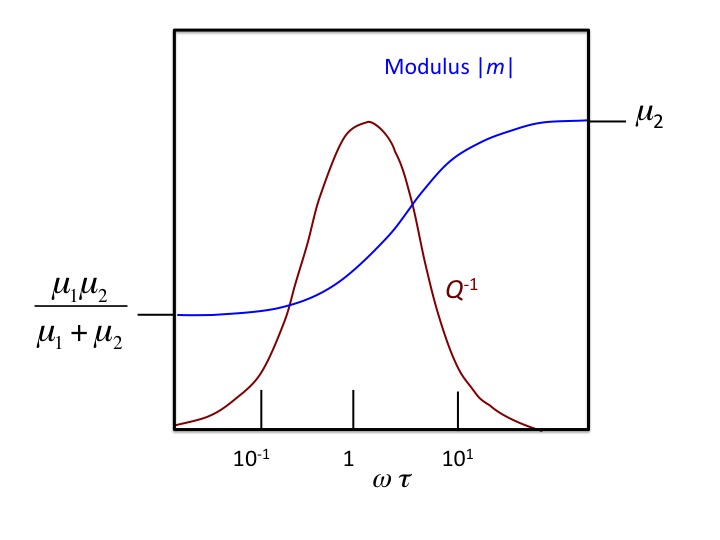 Modulus |m|
μ₂
μ₁μ₂
μ₁ + μ₂
Q⁻¹
10⁻¹ 1 10¹
ω τ